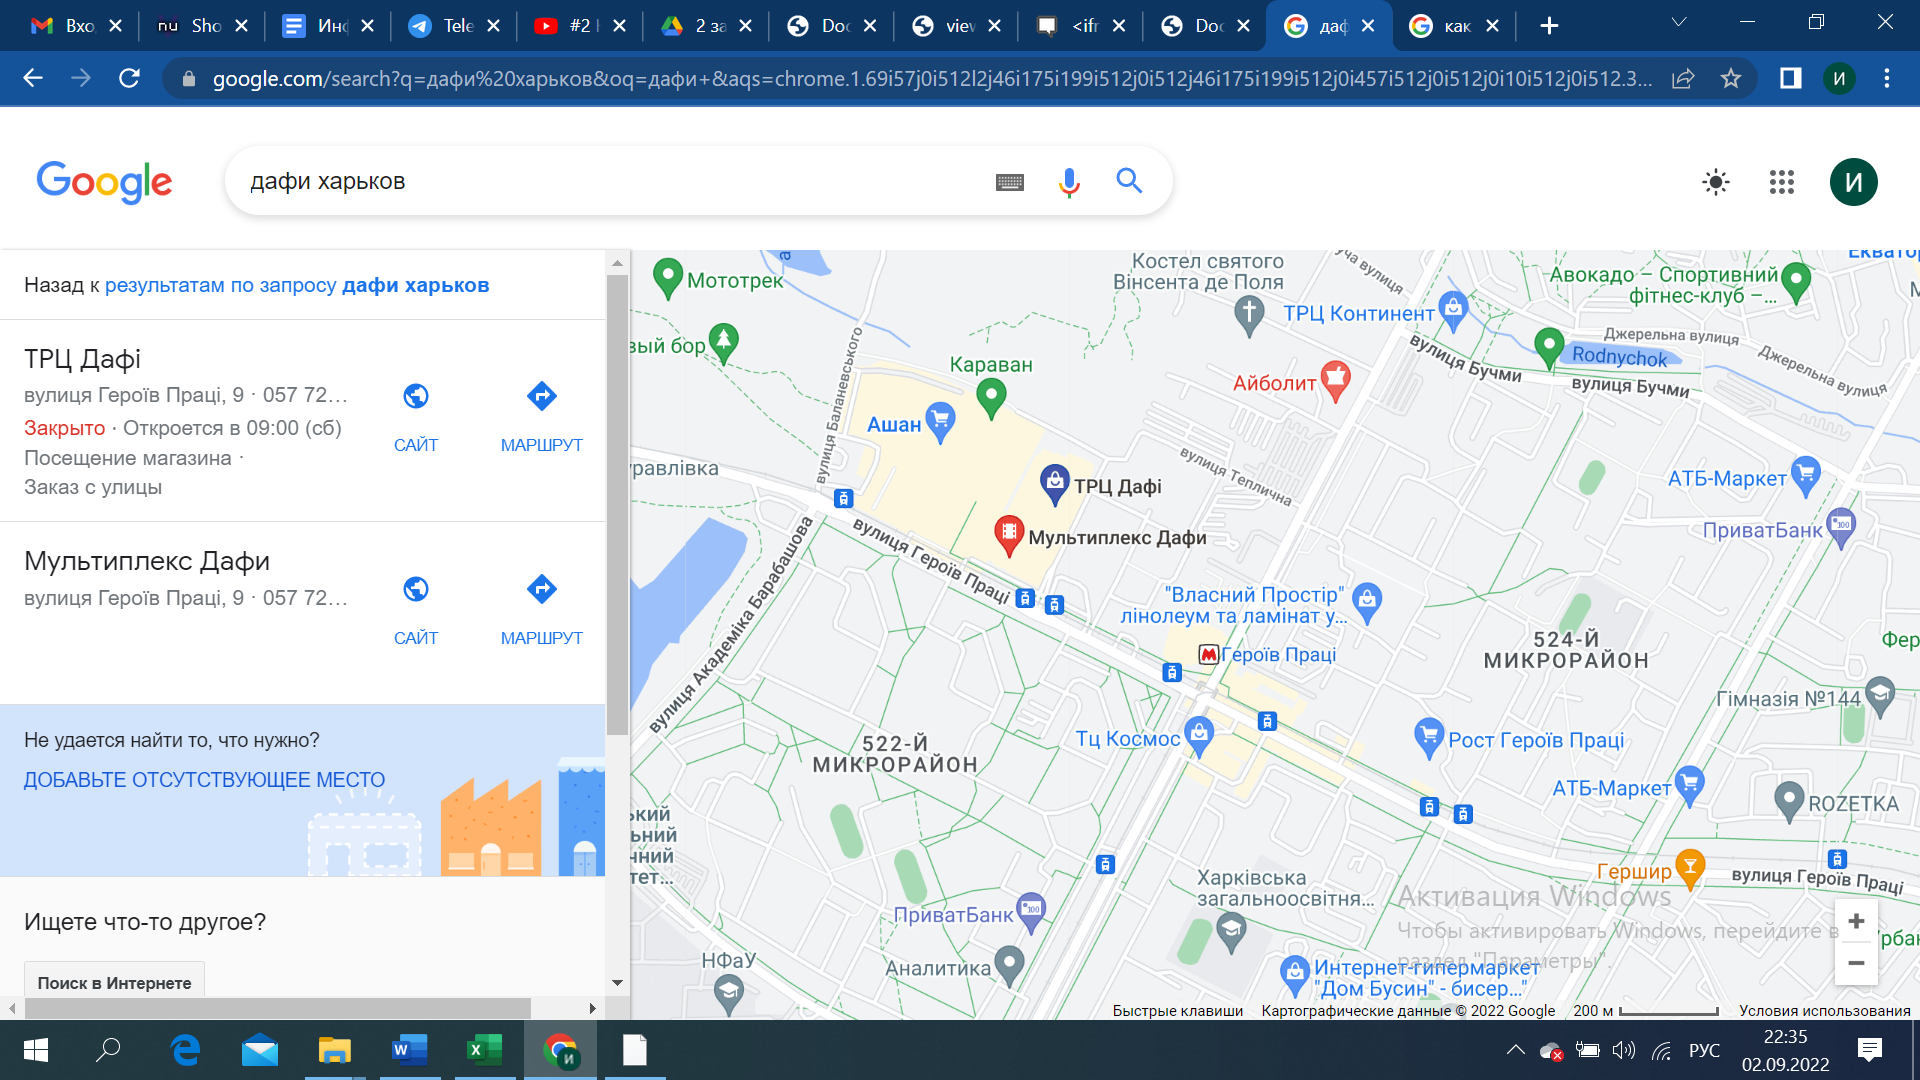 Вхо
nu Sho
Инф
Tele
#2 I
2 за
Doc
view
<ifr
Doc
даф
как
google.com/search?q=дафи%20харьков&oq=дафи+&aqs=chrome.1.69i57j0i512l2j46i175i199i512j0i512j46i175i199i512j0i457i512j0i512j0i10i512j0i512.3...
И
Google
дафи харьков
И
Назад к результатам по запросу дафи харьков
ТРЦ Дафі
вулиця Героїв Праці, 9 · 057 72...
Закрыто · Откроется в 09:00 (сб)
Посещение магазина ·
Заказ с улицы
САЙТ
МАРШРУТ
Мультиплекс Дафи
вулиця Героїв Праці, 9 · 057 72...
САЙТ
МАРШРУТ
Не удается найти то, что нужно?
ДОБАВЬТЕ ОТСУТСТВУЮЩЕЕ МЕСТО
Ищете что-то другое?
Поиск в Интернете
Мототрек
Костел святого
Вінсента де Поля
уча вулиця
ТРЦ Континент
Авокадо – Спортивний
фітнес-клуб –...
Екватор
Джерельна вулиця
Джерельна вулиця
Rodnychok
вулиця Бучми
вулиця Бучми
вый бор
Караван
Айболит
Ашан
вулиця Баланевського
уравлівка
ТРЦ Дафі
вулиця Теплична
АТБ-Маркет
ПриватБанк
Мультиплекс Дафи
вулиця Героїв Праці
вулиця Академіка Барабашова
"Власний Простір"
лінолеум та ламінат у...
Героїв Праці
524-Й
МИКРОРАЙОН
Фер
Гімназія №144
522-Й
МИКРОРАЙОН
Тц Космос
Рост Героїв Праці
АТБ-Маркет
ROZETKA
ький
ьний
чний
тет...
Гершир
вулиця Героїв Праці
Харківська
загальноосвітня...
ПриватБанк
Аналитика
НФаУ
Интернет-гипермаркет
"Дом Бусин" - бисер..."
урба
Активация Windows
Чтобы активировать Windows, перейдите в
раздел "Параметры".
Быстрые клавиши
Картографические данные © 2022 Google
200 м
Условия использования
РУС
22:35
02.09.2022